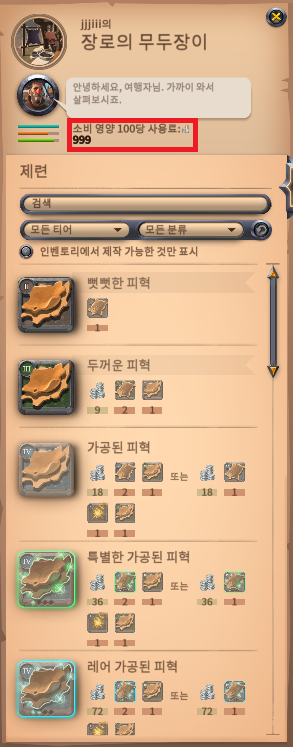 jjjiii의
장로의 무두장이
안녕하세요, 여행자님. 가까이 와서
살펴보시죠.
소비 영양 100당 사용료:
999
제련
검색
모든 티어
모든 분류
인벤토리에서 제작 가능한 것만 표시
II
뻣뻣한 피혁
1
III
두꺼운 피혁
9 2 1
IV
가공된 피혁
또는
18 2 1 18 1
1 1
IV
특별한 가공된 피혁
또는
36 2 1 36 1
1 1
IV
레어 가공된 피혁
또는
72 2 1 72 1